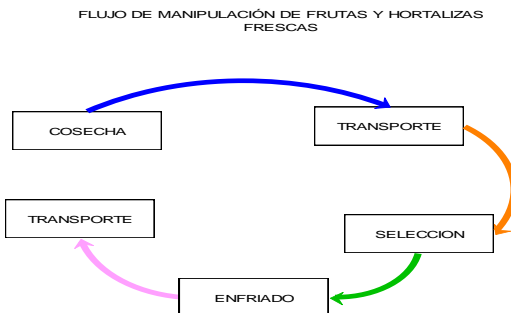 FLUJO DE MANIPULACIÓN DE FRUTAS Y HORTALIZAS
FRESCAS
COSECHA
TRANSPORTE
SELECCION
ENFRIADO
TRANSPORTE